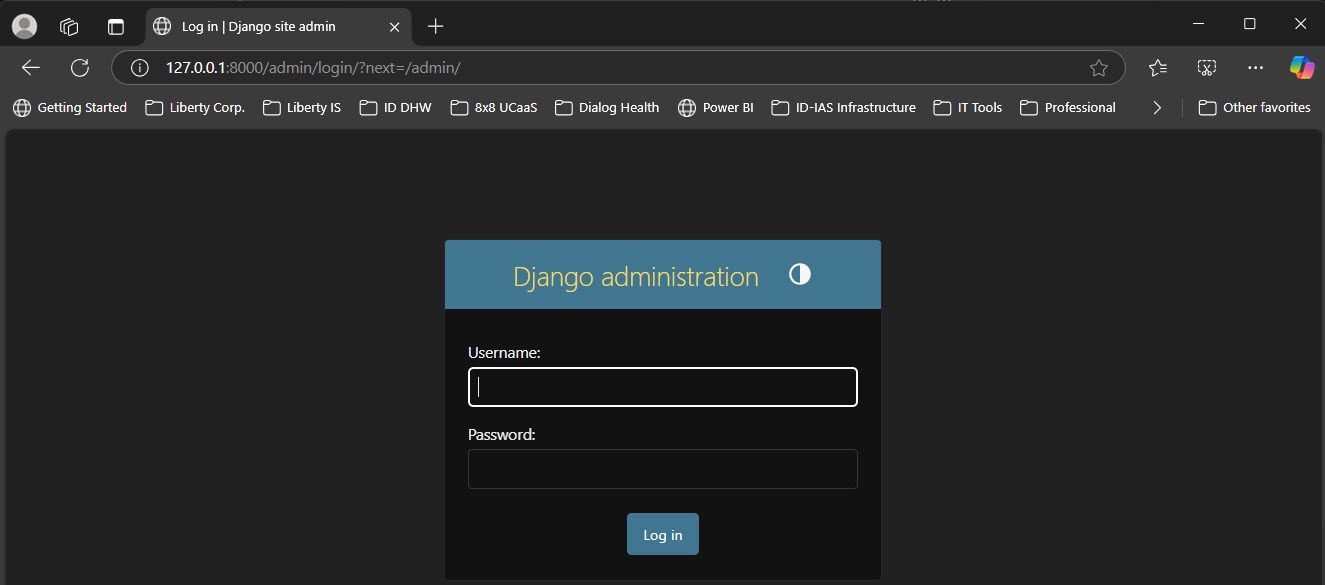 Log in | Django site admin
127.0.0.1:8000/admin/login/?next=/admin/
Getting Started Liberty Corp. Liberty IS ID DHW 8x8 UCaaS Dialog Health Power BI ID-IAS Infrastructure IT Tools Professional Other favorites
Django administration
Username:
Password:
Log in